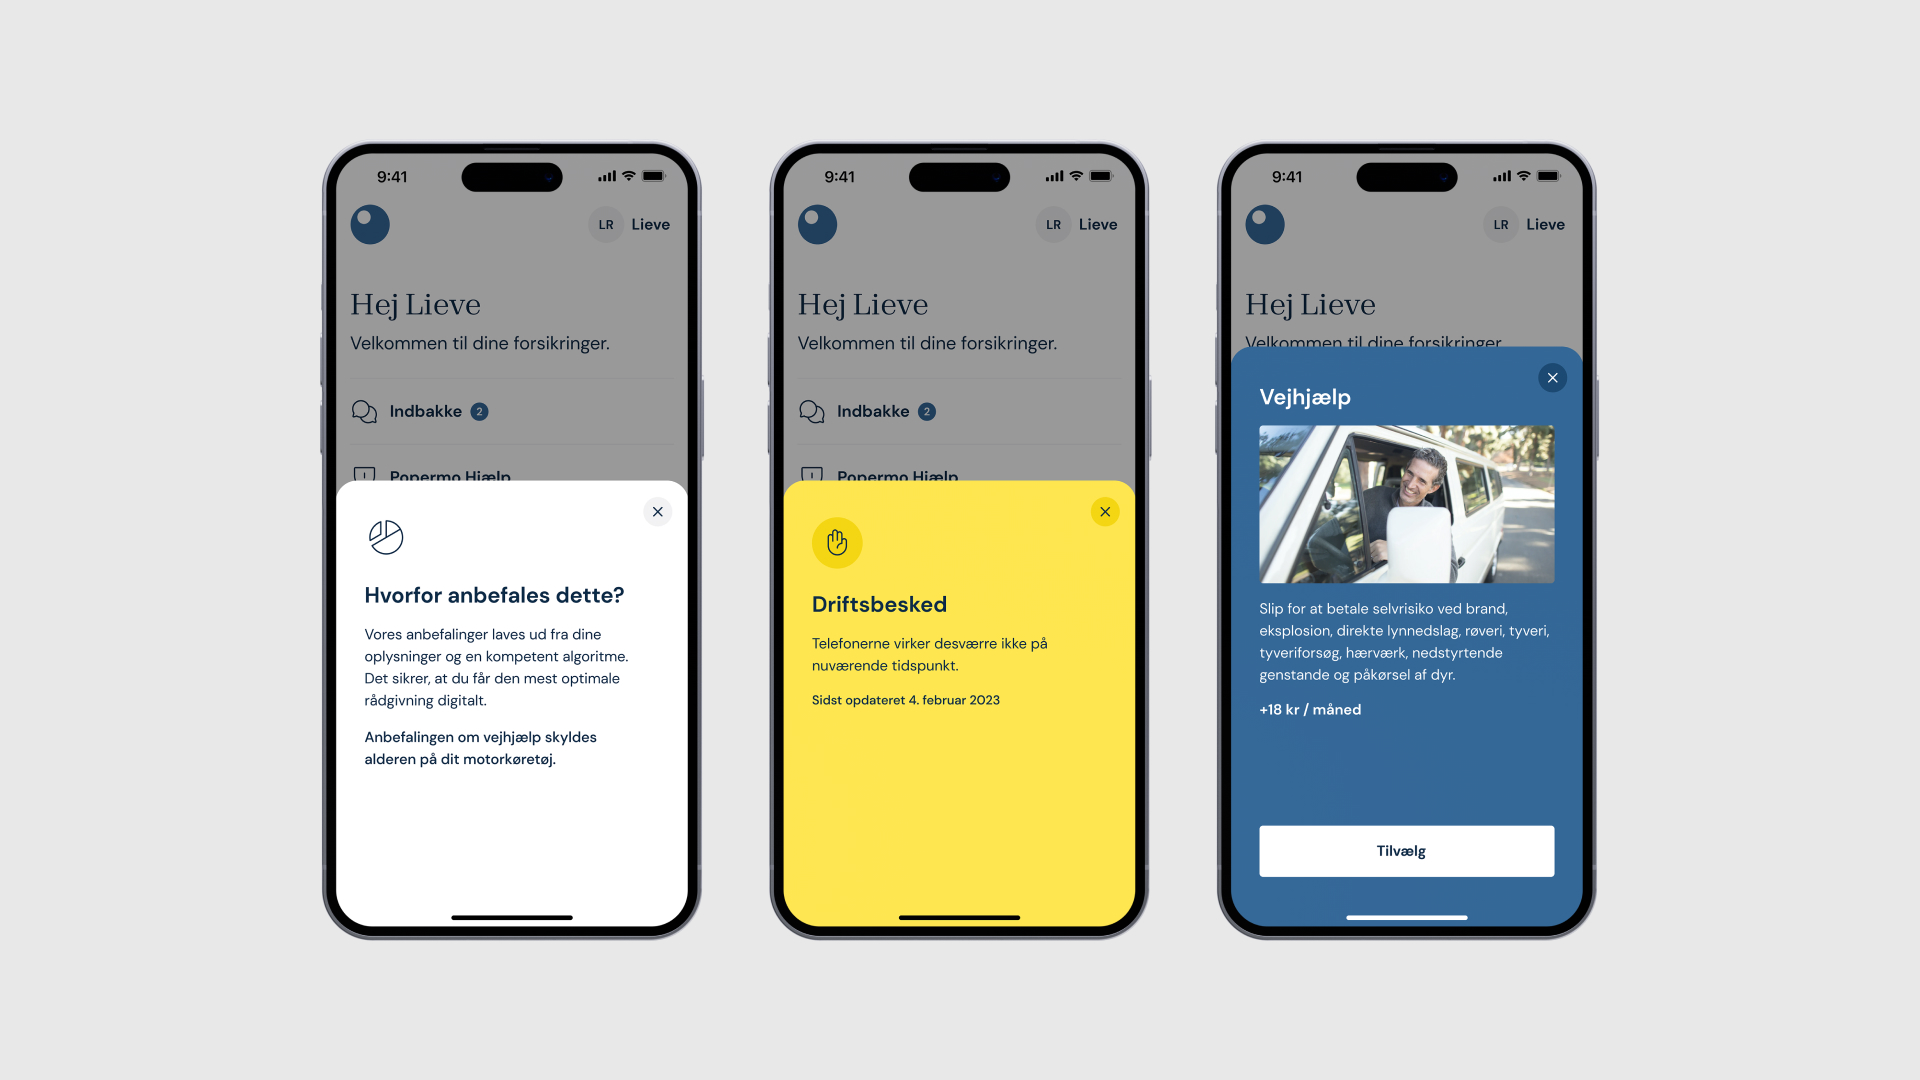 9:41
LR Lieve
Hej Lieve
Velkommen til dine forsikringer.
Indbakke 2
Popermo Hjælp
Hvorfor anbefales dette?
Vores anbefalinger laves ud fra dine
oplysninger og en kompetent algoritme.
Det sikrer, at du får den mest optimale
rådgivning digitalt.
Anbefalingen om vejhjælp skyldes
alderen på dit motorkøretøj.
9:41
LR Lieve
Hej Lieve
Velkommen til dine forsikringer.
Indbakke 2
Popermo Hjælp
Driftsbesked
Telefonerne virker desværre ikke på
nuværende tidspunkt.
Sidst opdateret 4. februar 2023
9:41
LR Lieve
Hej Lieve
Velkommen til dine forsikringer
Vejhjælp
Slip for at betale selvrisiko ved brand,
eksplosion, direkte lynnedslag, røveri, tyveri,
tyveriforsøg, hærværk, nedstyrtende
genstande og påkørsel af dyr.
+18 kr / måned
Tilvælg